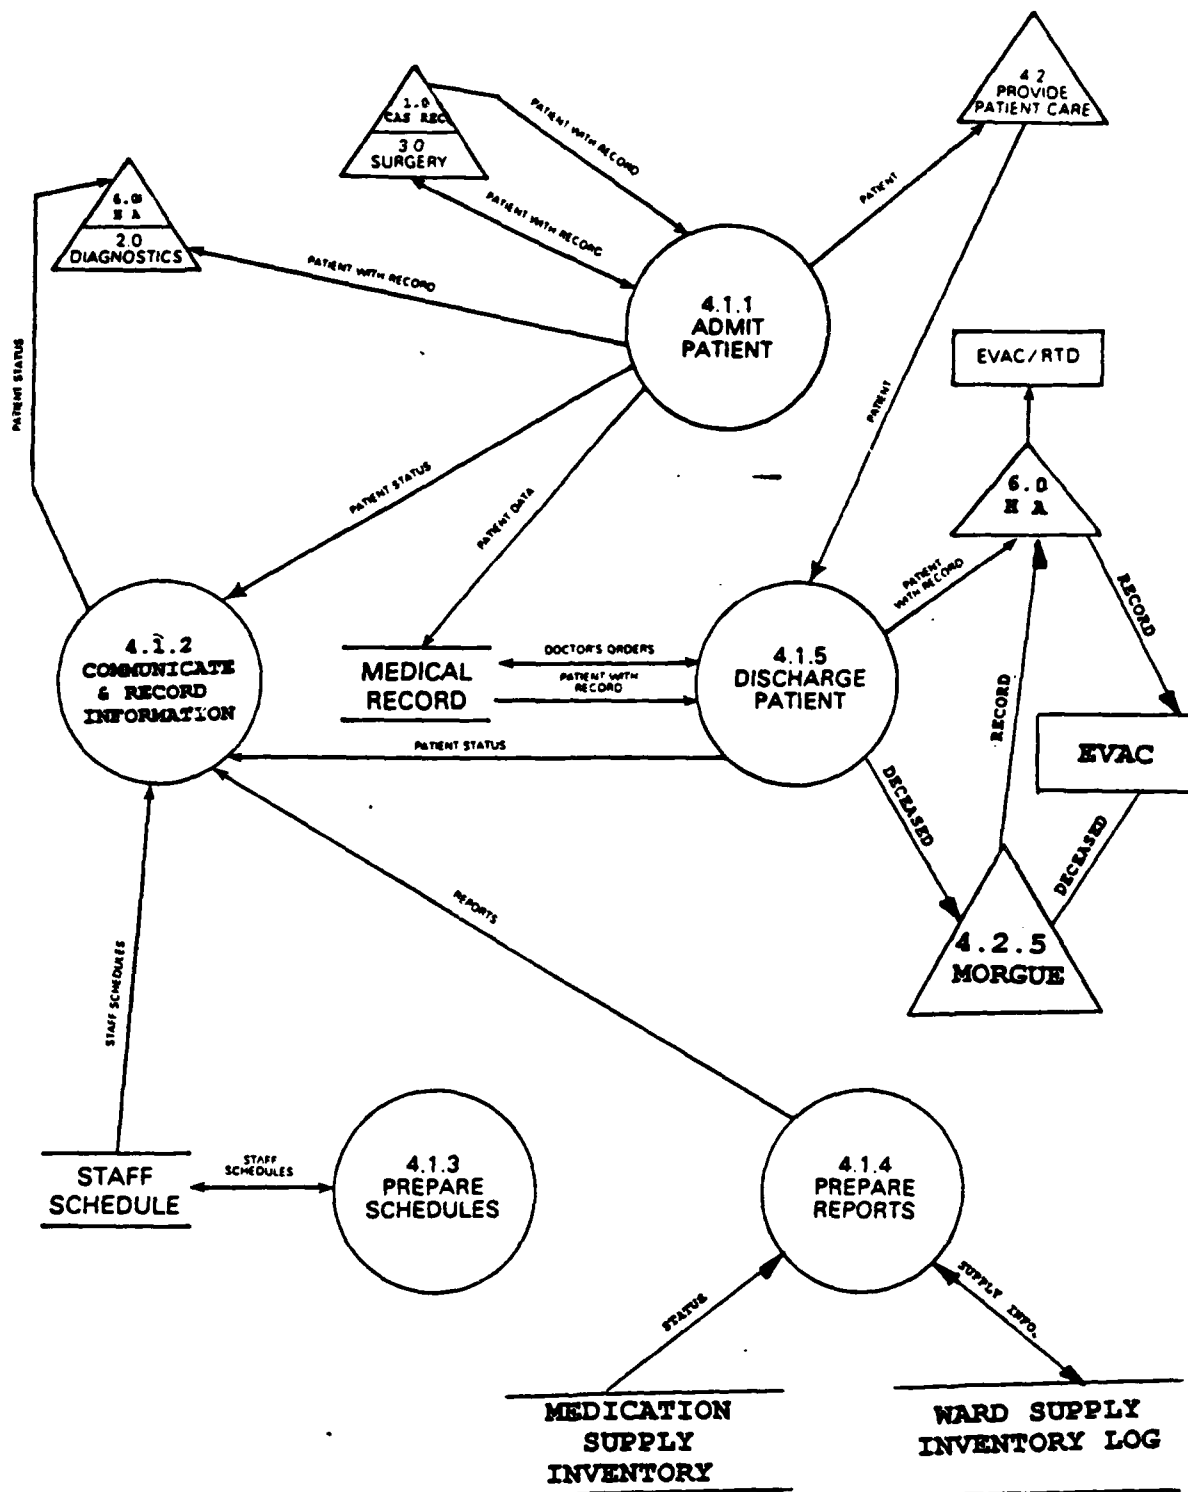 4.2
PROVIDE
PATIENT CARE
1.0
CAS REC
3.0
SURGERY
PATIENT WITH RECORD
PATIENT WITH RECORD
PATIENT
6.0
H A
2.0
DIAGNOSTICS
PATIENT WITH RECORD
4.1.1
ADMIT
PATIENT
PATIENT STATUS
EVAC/RTD
PATIENT
PATIENT STATUS
PATIENT DATA
6.0
H A
PATIENT
WITH RECORD
RECORD
4.1.2
COMMUNICATE
& RECORD
INFORMATION
MEDICAL
RECORD
DOCTOR'S ORDERS
PATIENT WITH
RECORD
4.1.5
DISCHARGE
PATIENT
RECORD
EVAC
PATIENT STATUS
DECEASED
DECEASED
REPORTS
4.2.5
MORGUE
STAFF SCHEDULES
STAFF
SCHEDULE
STAFF
SCHEDULES
4.1.3
PREPARE
SCHEDULES
4.1.4
PREPARE
REPORTS
STATUS
SUPPLY INFO.
MEDICATION
SUPPLY
INVENTORY
WARD SUPPLY
INVENTORY LOG